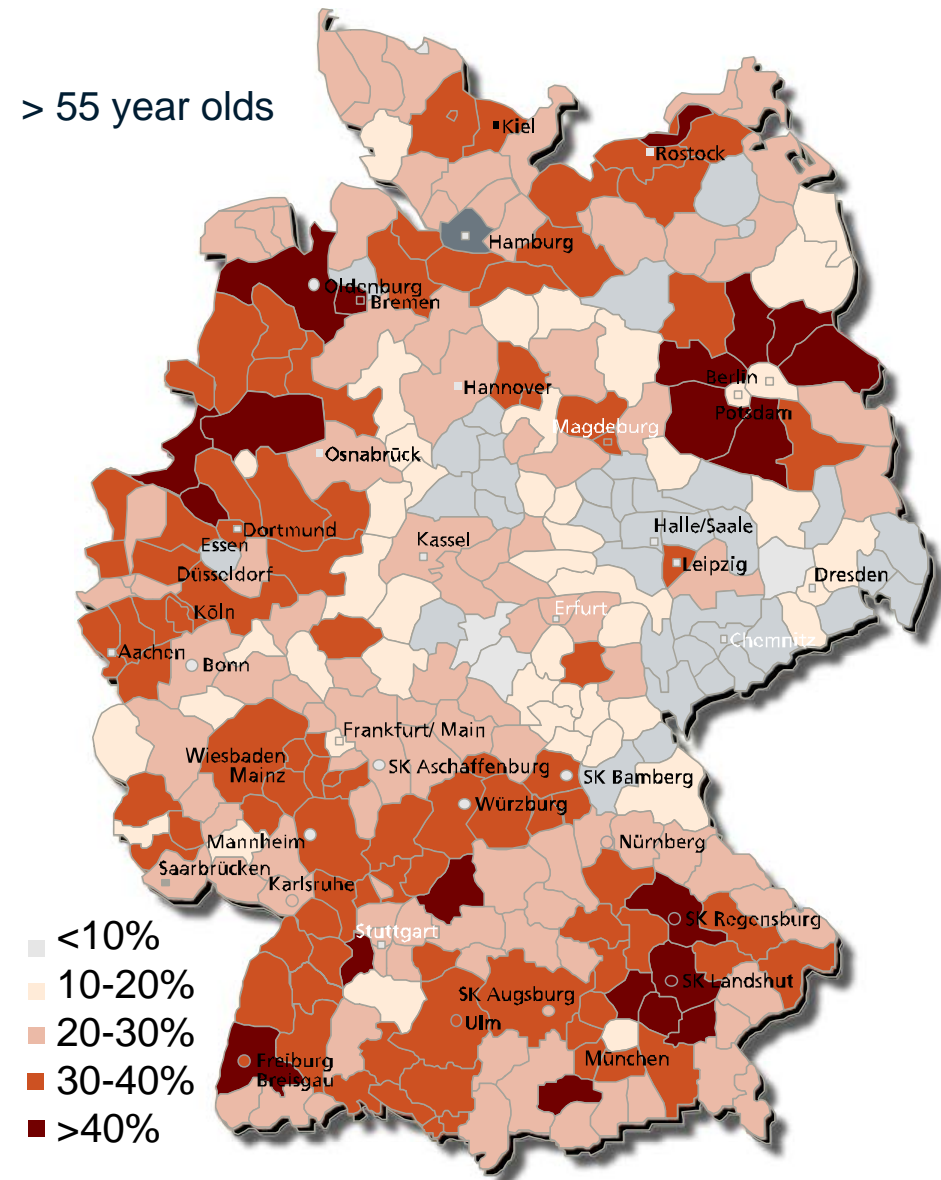 > 55 year olds
Kiel
Rostock
Hamburg
Oldenburg
Bremen
Berlin
Hannover
Potsdam
Magdeburg
Osnabrück
Halle/Saale
Dortmund
Kassel
Essen
Leipzig
Düsseldorf
Dresden
Köln
Erfurt
Chemnitz
Aachen
Bonn
Frankfurt/ Main
Wiesbaden
Mainz
SK Aschaffenburg
SK Bamberg
Würzburg
Mannheim
Nürnberg
Saarbrücken
Karlsruhe
SK Regensburg
Stuttgart
<10%
SK Landshut
10-20%
SK Augsburg
Ulm
20-30%
München
Freiburg
Breisgau
30-40%
>40%